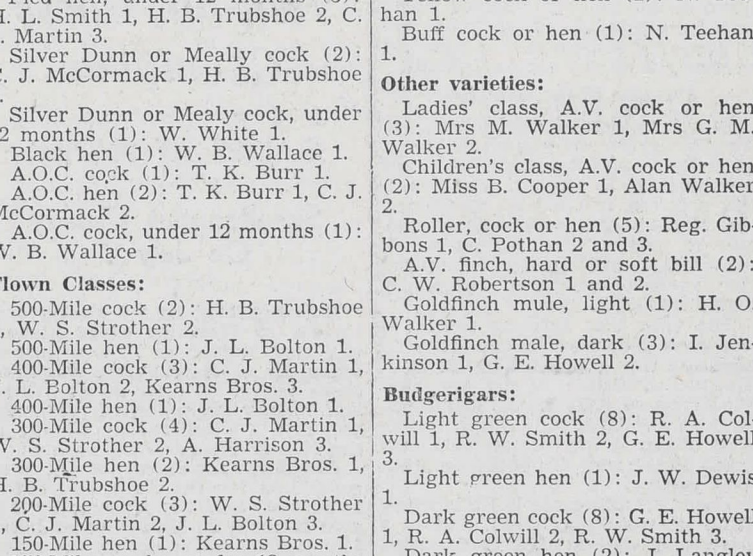 H. L. Smith 1, H. B. Trubshoe 2, C.
Martin 3.
Silver Dunn or Meally cock (2):
J. McCormack 1, H. B. Trubshoe
Silver Dunn or Mealy cock, under
2 months (1): W. White 1.
Black hen (1): W. B. Wallace 1.
A.O.C. cock (1): T. K. Burr 1.
A.O.C. hen (2): T. K. Burr 1, C. J.
McCormack 2.
A.O.C. cock, under 12 months (1):
W. B. Wallace 1.
Flown Classes:
500-Mile cock (2): H. B. Trubshoe
, W. S. Strother 2.
500-Mile hen (1): J. L. Bolton 1.
400-Mile cock (3): C. J. Martin 1,
. L. Bolton 2, Kearns Bros. 3.
400-Mile hen (1): J. L. Bolton 1.
300-Mile cock (4): C. J. Martin 1,
W. S. Strother 2, A. Harrison 3.
300-Mile hen (2): Kearns Bros. 1,
H. B. Trubshoe 2.
200-Mile cock (3): W. S. Strother
, C. J. Martin 2, J. L. Bolton 3.
150-Mile hen (1): Kearns Bros. 1.
han 1.
Buff cock or hen (1): N. Teehan
1.
Other varieties:
Ladies' class, A.V. cock or hen
(3): Mrs M. Walker 1, Mrs G. M.
Walker 2.
Children's class, A.V. cock or hen
(2): Miss B. Cooper 1, Alan Walker
2.
Roller, cock or hen (5): Reg. Gib-
bons 1, C. Pothan 2 and 3.
A.V. finch, hard or soft bill (2):
C. W. Robertson 1 and 2.
Goldfinch mule, light (1): H. O.
Walker 1.
Goldfinch male, dark (3): I. Jen-
kinson 1, G. E. Howell 2.
Budgerigars:
Light green cock (8): R. A. Col-
will 1, R. W. Smith 2, G. E. Howell
3.
Light green hen (1): J. W. Dewis
1.
Dark green cock (8): G. E. Howell
1, R. A. Colwill 2, R. W. Smith 3.